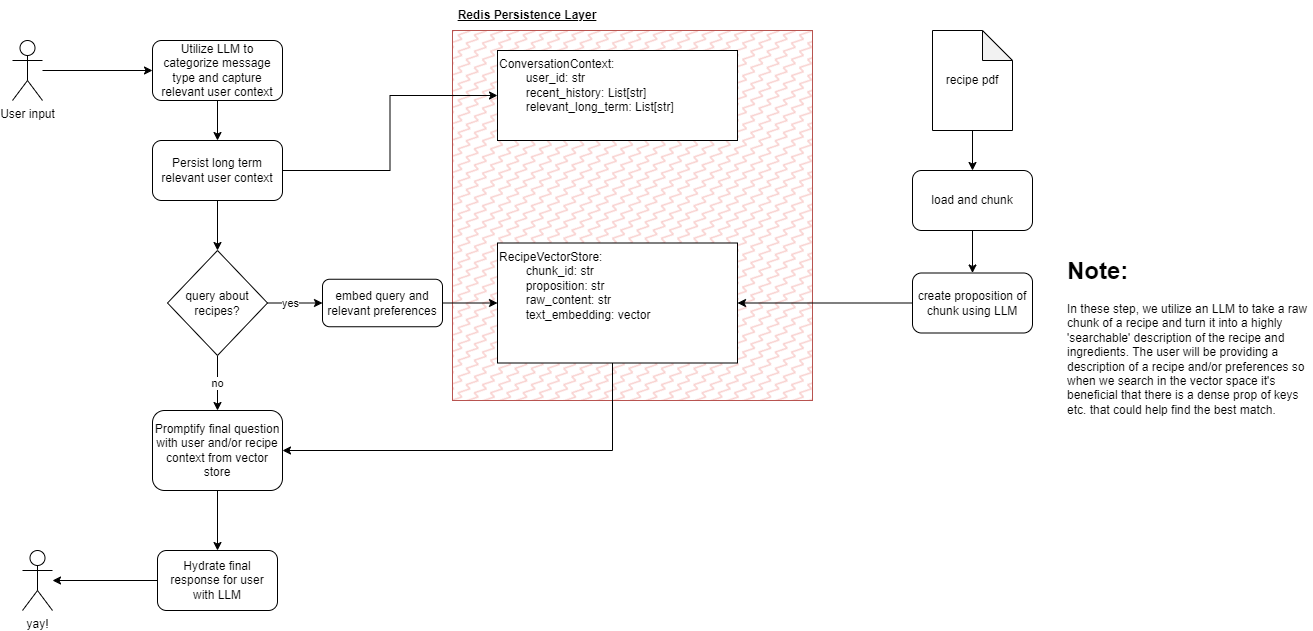 Redis Persistence Layer
User input
Utilize LLM to
categorize message
type and capture
relevant user context
Persist long term
relevant user context
query about
recipes?
yes
no
embed query and
relevant preferences
ConversationContext:
user_id: str
recent_history: List[str]
relevant_long_term: List[str]
RecipeVectorStore:
chunk_id: str
proposition: str
raw_content: str
text_embedding: vector
recipe pdf
load and chunk
create proposition of
chunk using LLM
Note:
In these step, we utilize an LLM to take a raw
chunk of a recipe and turn it into a highly
'searchable' description of the recipe and
ingredients. The user will be providing a
description of a recipe and/or preferences so
when we search in the vector space it's
beneficial that there is a dense prop of keys
etc. that could help find the best match.
Promptify final question
with user and/or recipe
context from vector
store
Hydrate final
response for user
with LLM
yay!